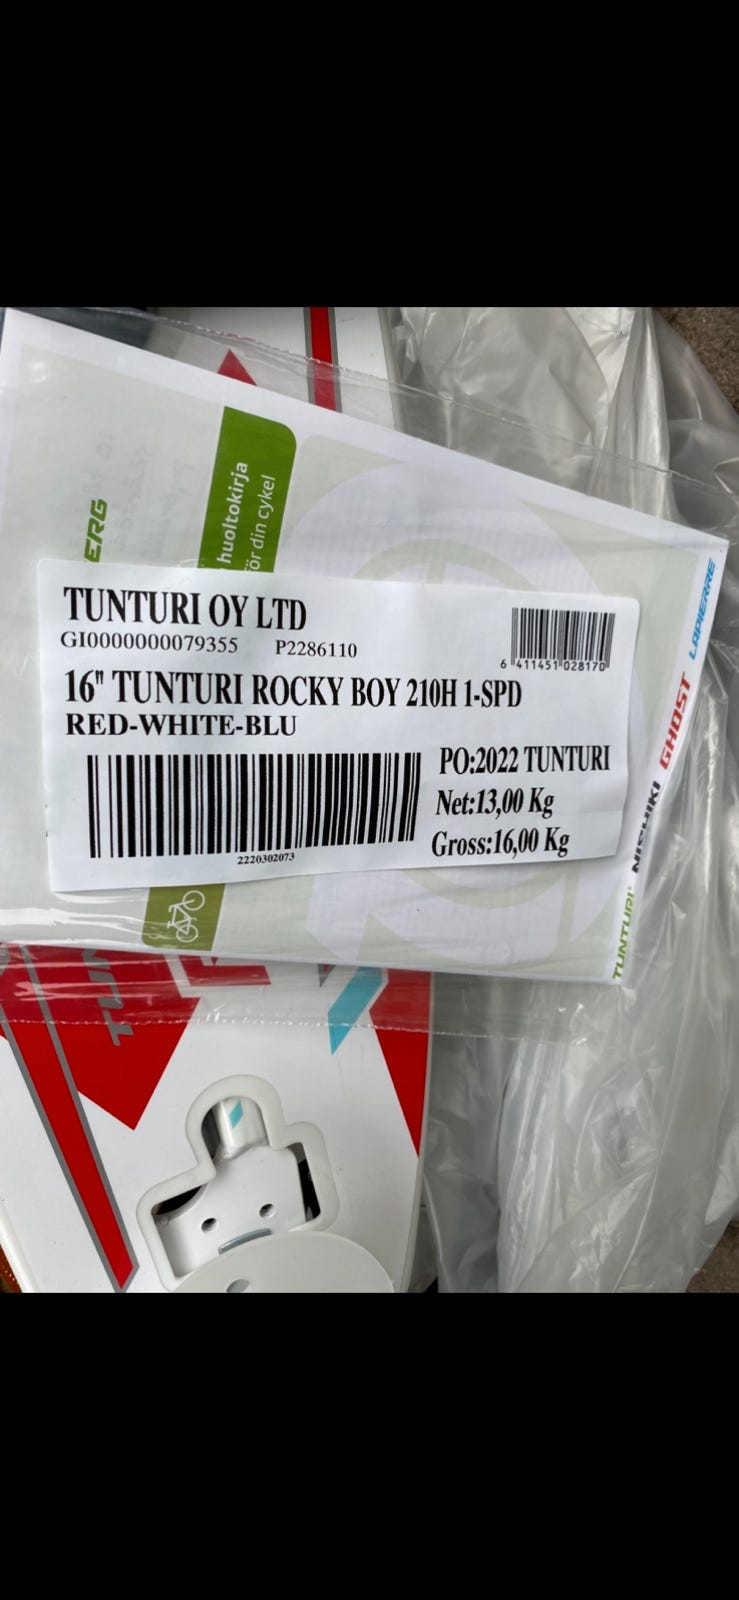 huoltokirja
för din cykel
ERG
TUNTURI OY LTD
GI0000000079355 P2286110
6 411451 028170
16" TUNTURI ROCKY BOY 210H 1-SPD
RED-WHITE-BLU
PO:2022 TUNTURI
Net:13,00 Kg
Gross:16,00 Kg
2220302073
TUNTURI NISHIKI GHOST LAPIERRE
TUN